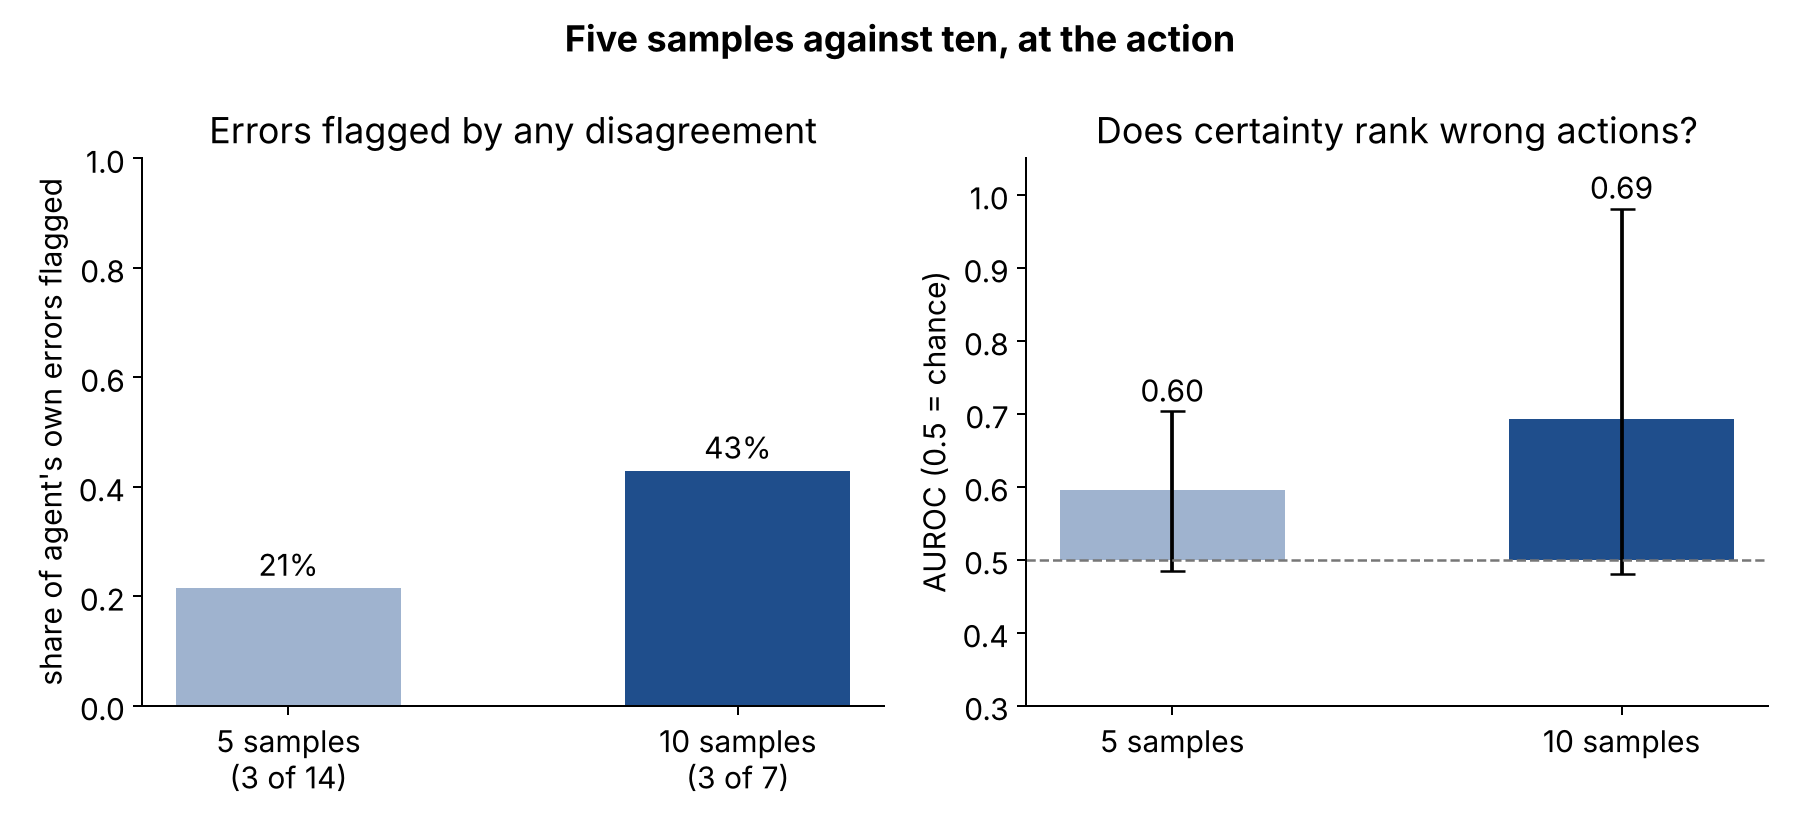 Five samples against ten, at the action
Errors flagged by any disagreement
share of agent's own errors flagged
1.0
0.8
0.6
0.4
0.2
0.0
21%
43%
5 samples
(3 of 14)
10 samples
(3 of 7)
Does certainty rank wrong actions?
AUROC (0.5 = chance)
1.0
0.9
0.8
0.7
0.6
0.5
0.4
0.3
0.60
0.69
5 samples
10 samples